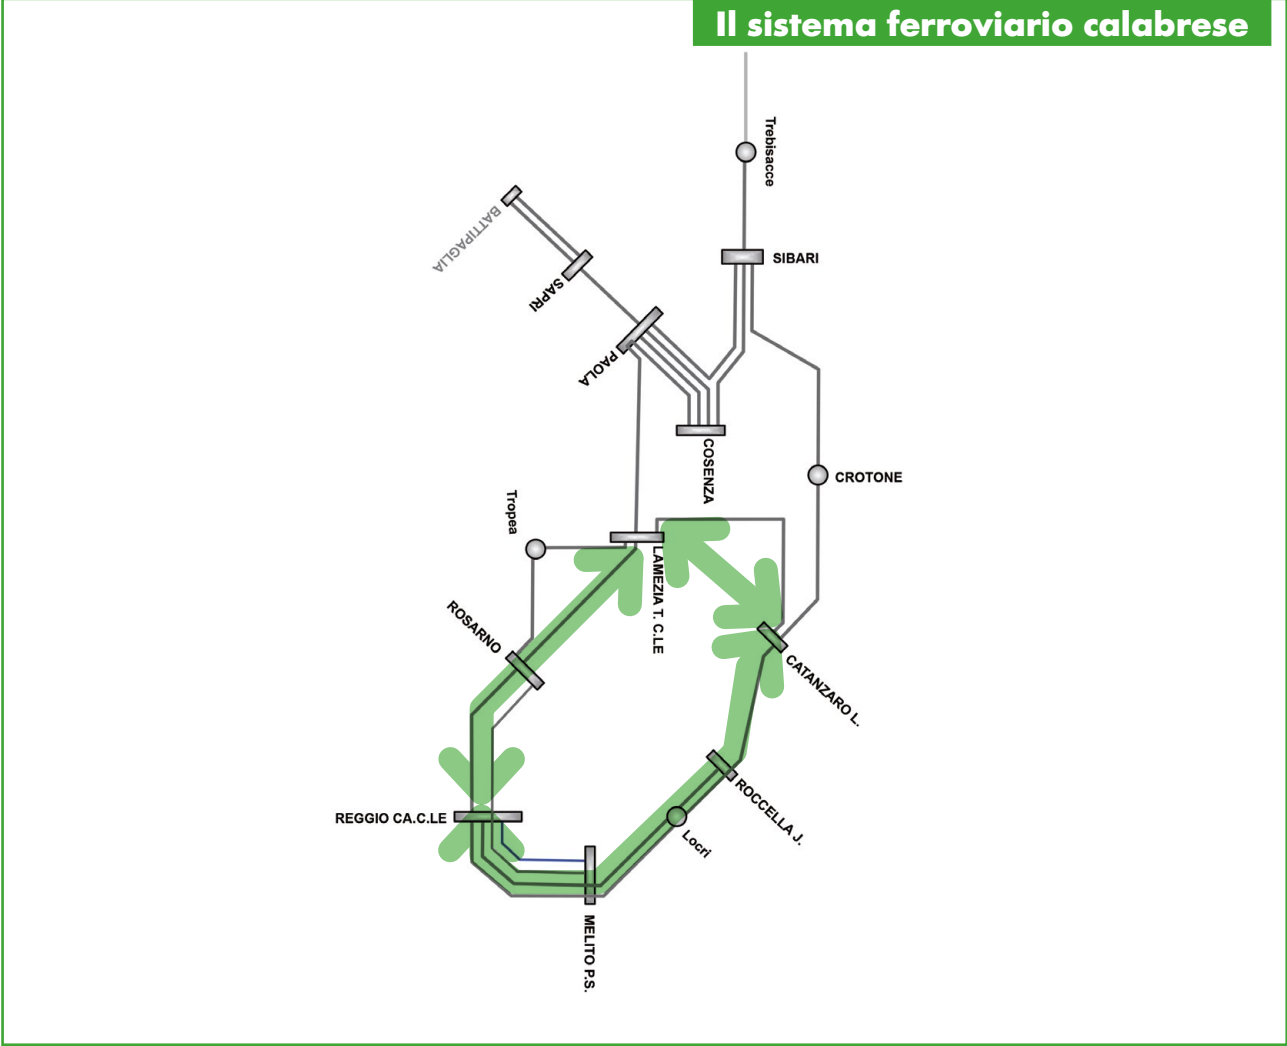 Il sistema ferroviario calabrese
Trebisacce
BATTIPAGLIA
SIBARI
SAPRI
PAOLA
COSENZA
CROTONE
Tropea
LAMEZIA T. C.LE
ROSARNO
CATANZARO L.
ROCCELLA J.
REGGIO CA.C.LE
Locri
MELITO P.S.